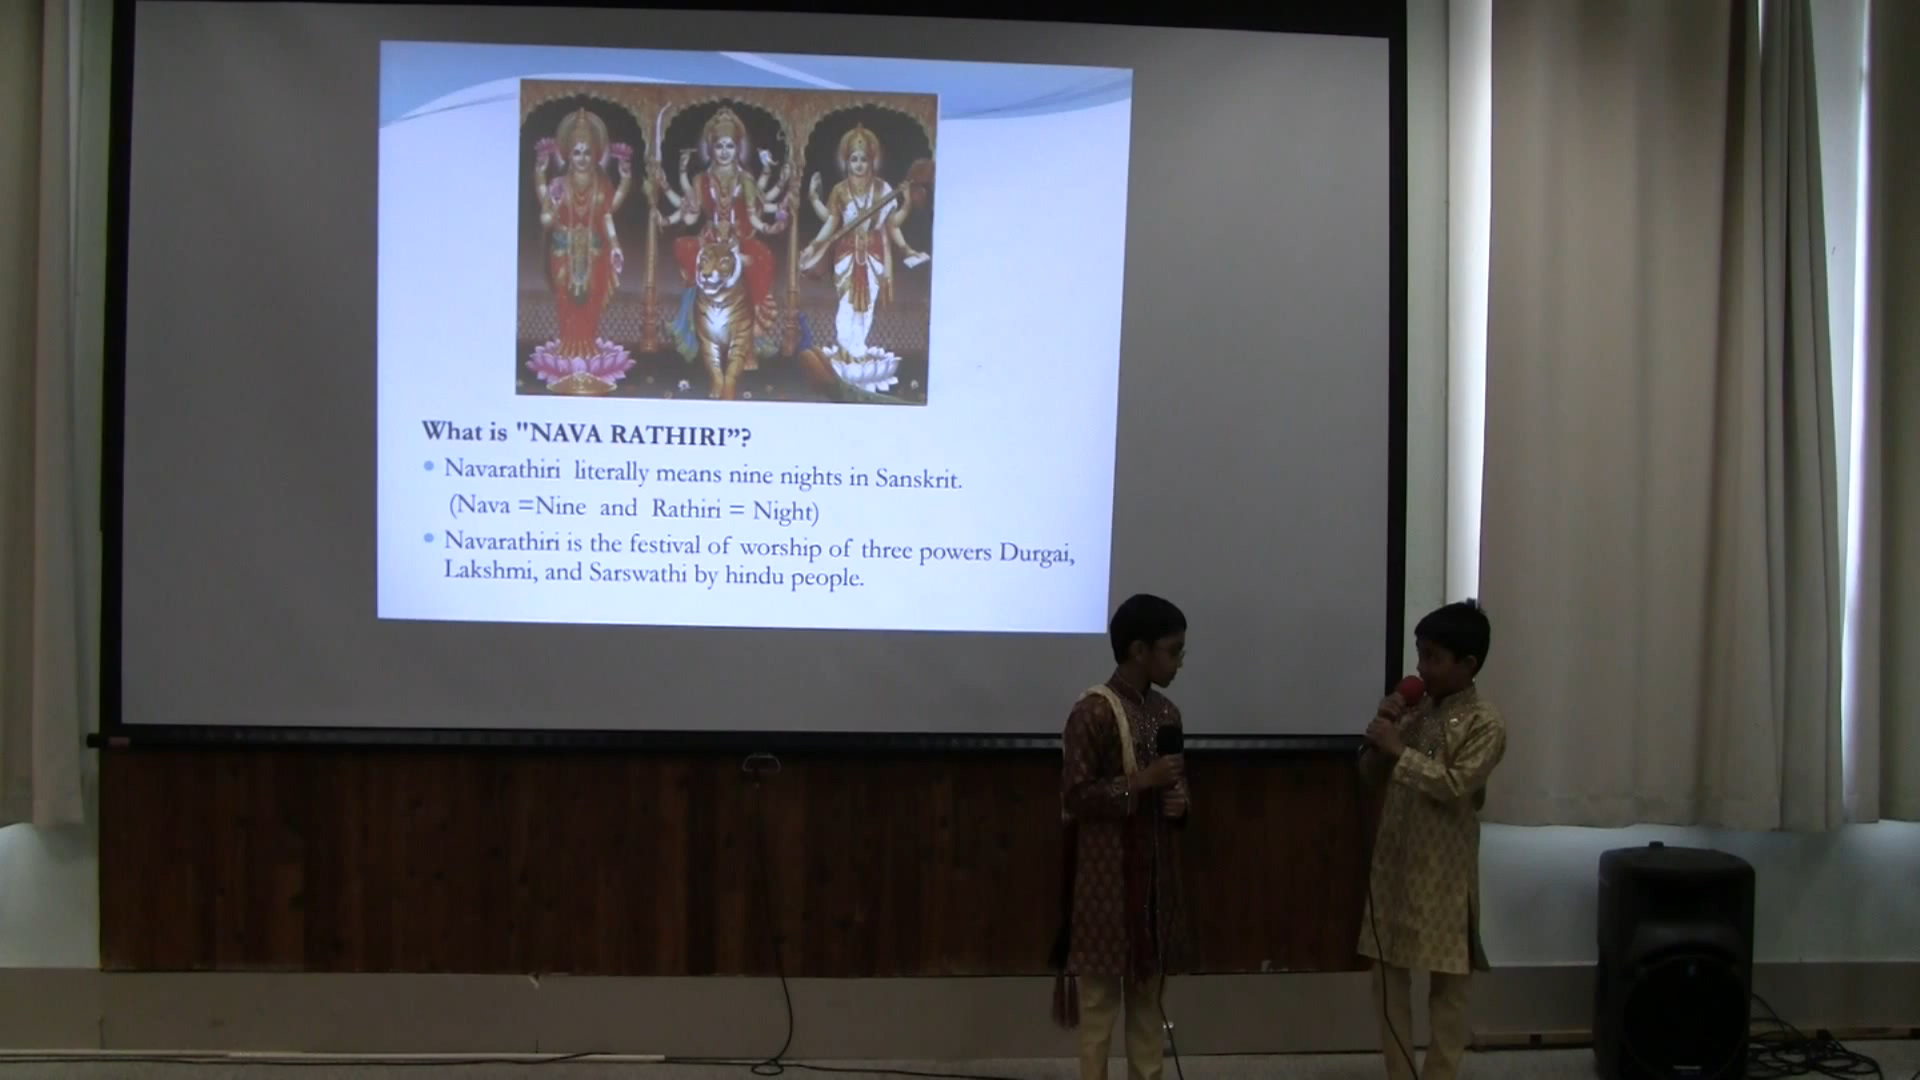 What is "NAVA RATHIRI”?
Navarathiri literally means nine nights in Sanskrit.
(Nava =Nine and Rathiri = Night)
Navarathiri is the festival of worship of three powers Durgai,
Lakshmi, and Sarswathi by hindu people.